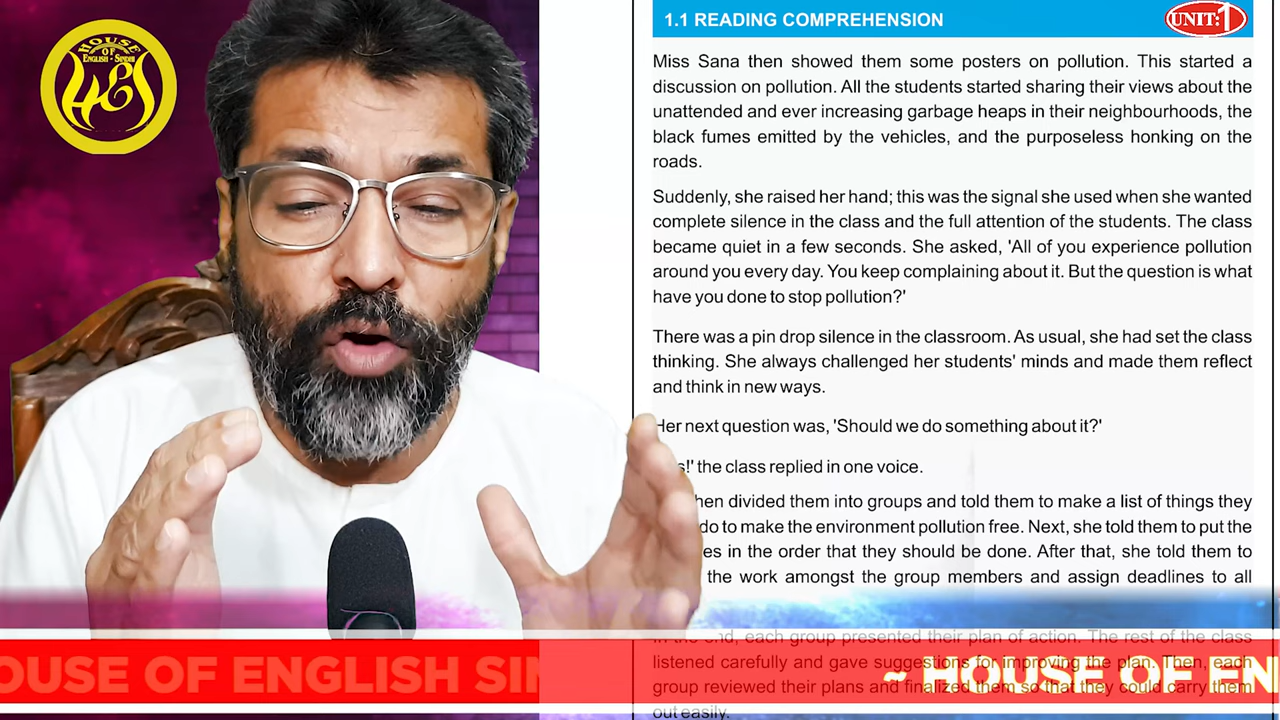 HOUSE
OF
ENGLISH - SINDH
1.1 READING COMPREHENSION
UNIT:1
Miss Sana then showed them some posters on pollution. This started a
discussion on pollution. All the students started sharing their views about the
unattended and ever increasing garbage heaps in their neighbourhoods, the
black fumes emitted by the vehicles, and the purposeless honking on the
roads.
Suddenly, she raised her hand; this was the signal she used when she wanted
complete silence in the class and the full attention of the students. The class
became quiet in a few seconds. She asked, 'All of you experience pollution
around you every day. You keep complaining about it. But the question is what
have you done to stop pollution?'
There was a pin drop silence in the classroom. As usual, she had set the class
thinking. She always challenged her students' minds and made them reflect
and think in new ways.
Her next question was, 'Should we do something about it?'
s!' the class replied in one voice.
hen divided them into groups and told them to make a list of things they
do to make the environment pollution free. Next, she told them to put the
es in the order that they should be done. After that, she told them to
the work amongst the group members and assign deadlines to all
In the end, each group presented their plan of action. The rest of the class
listened carefully and gave suggestions for improving the plan. Then, each
group reviewed their plans and finalized them so that they could carry them
out easily.
OUSE OF ENGLISH SIN
~ HOUSE OF EN